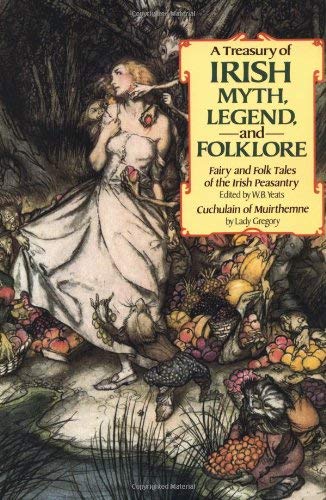 A Treasury of
IRISH
MYTH,
LEGEND,
—and—
FOLKLORE
Fairy and Folk Tales
of the Irish Peasantry
Edited by W.B. Yeats
Cuchulain of Muirthemne
by Lady Gregory